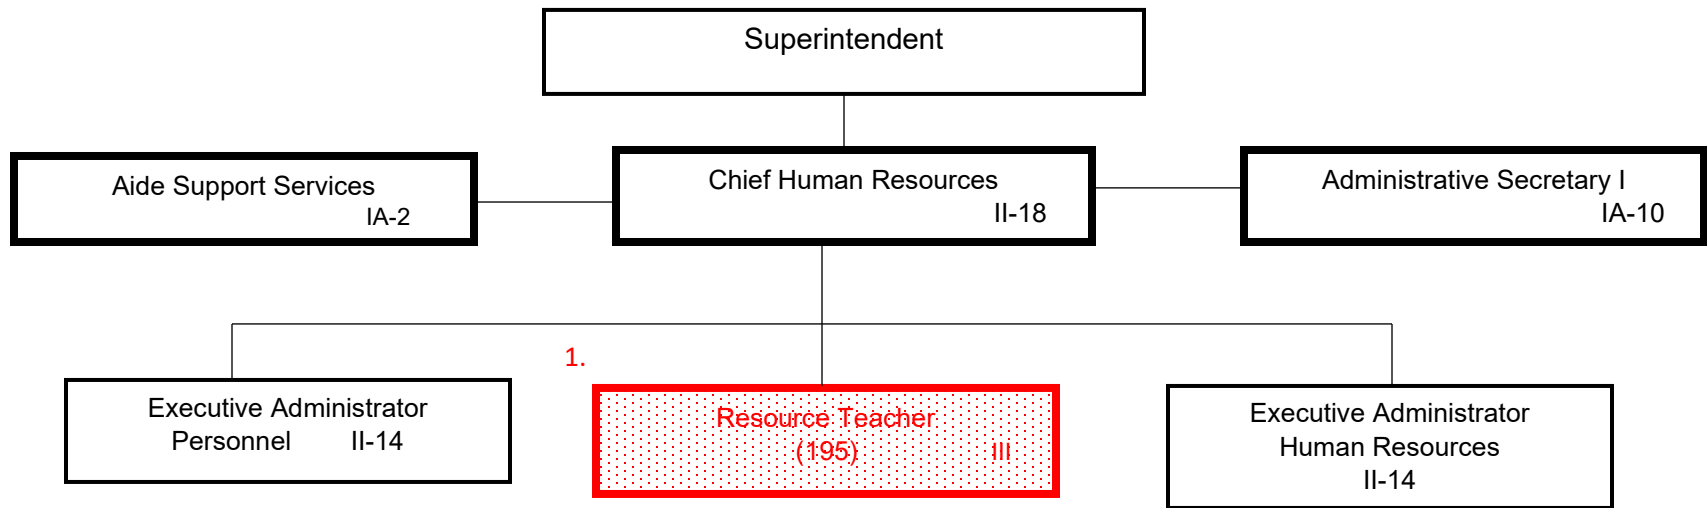 Superintendent
Aide Support Services
IA-2
Chief Human Resources
II-18
Administrative Secretary I
IA-10
1.
Executive Administrator
Personnel II-14
Resource Teacher
(195) III
Executive Administrator
Human Resources
II-14